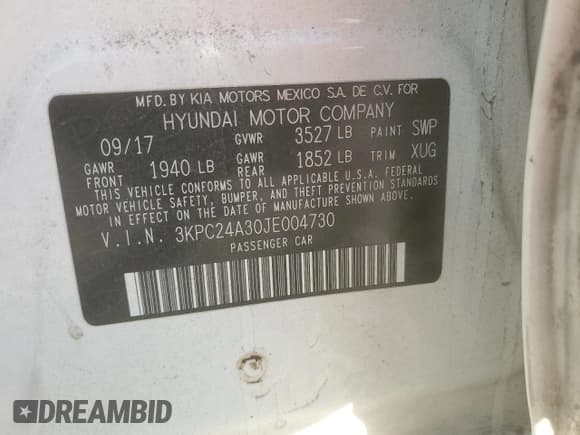 MFD. BY KIA MOTORS MEXICO S.A. DE C.V. FOR
HYUNDAI MOTOR COMPANY
09/17 GVWR 3527 LB PAINT SWP
GAWR FRONT 1940 LB GAWR REAR 1852 LB TRIM XUG
THIS VEHICLE CONFORMS TO ALL APPLICABLE U.S.A. FEDERAL
MOTOR VEHICLE SAFETY, BUMPER, AND THEFT PREVENTION STANDARDS
IN EFFECT ON THE DATE OF MANUFACTURE SHOWN ABOVE.
V.I.N. 3KPC24A30JE004730
PASSENGER CAR
DREAMBID